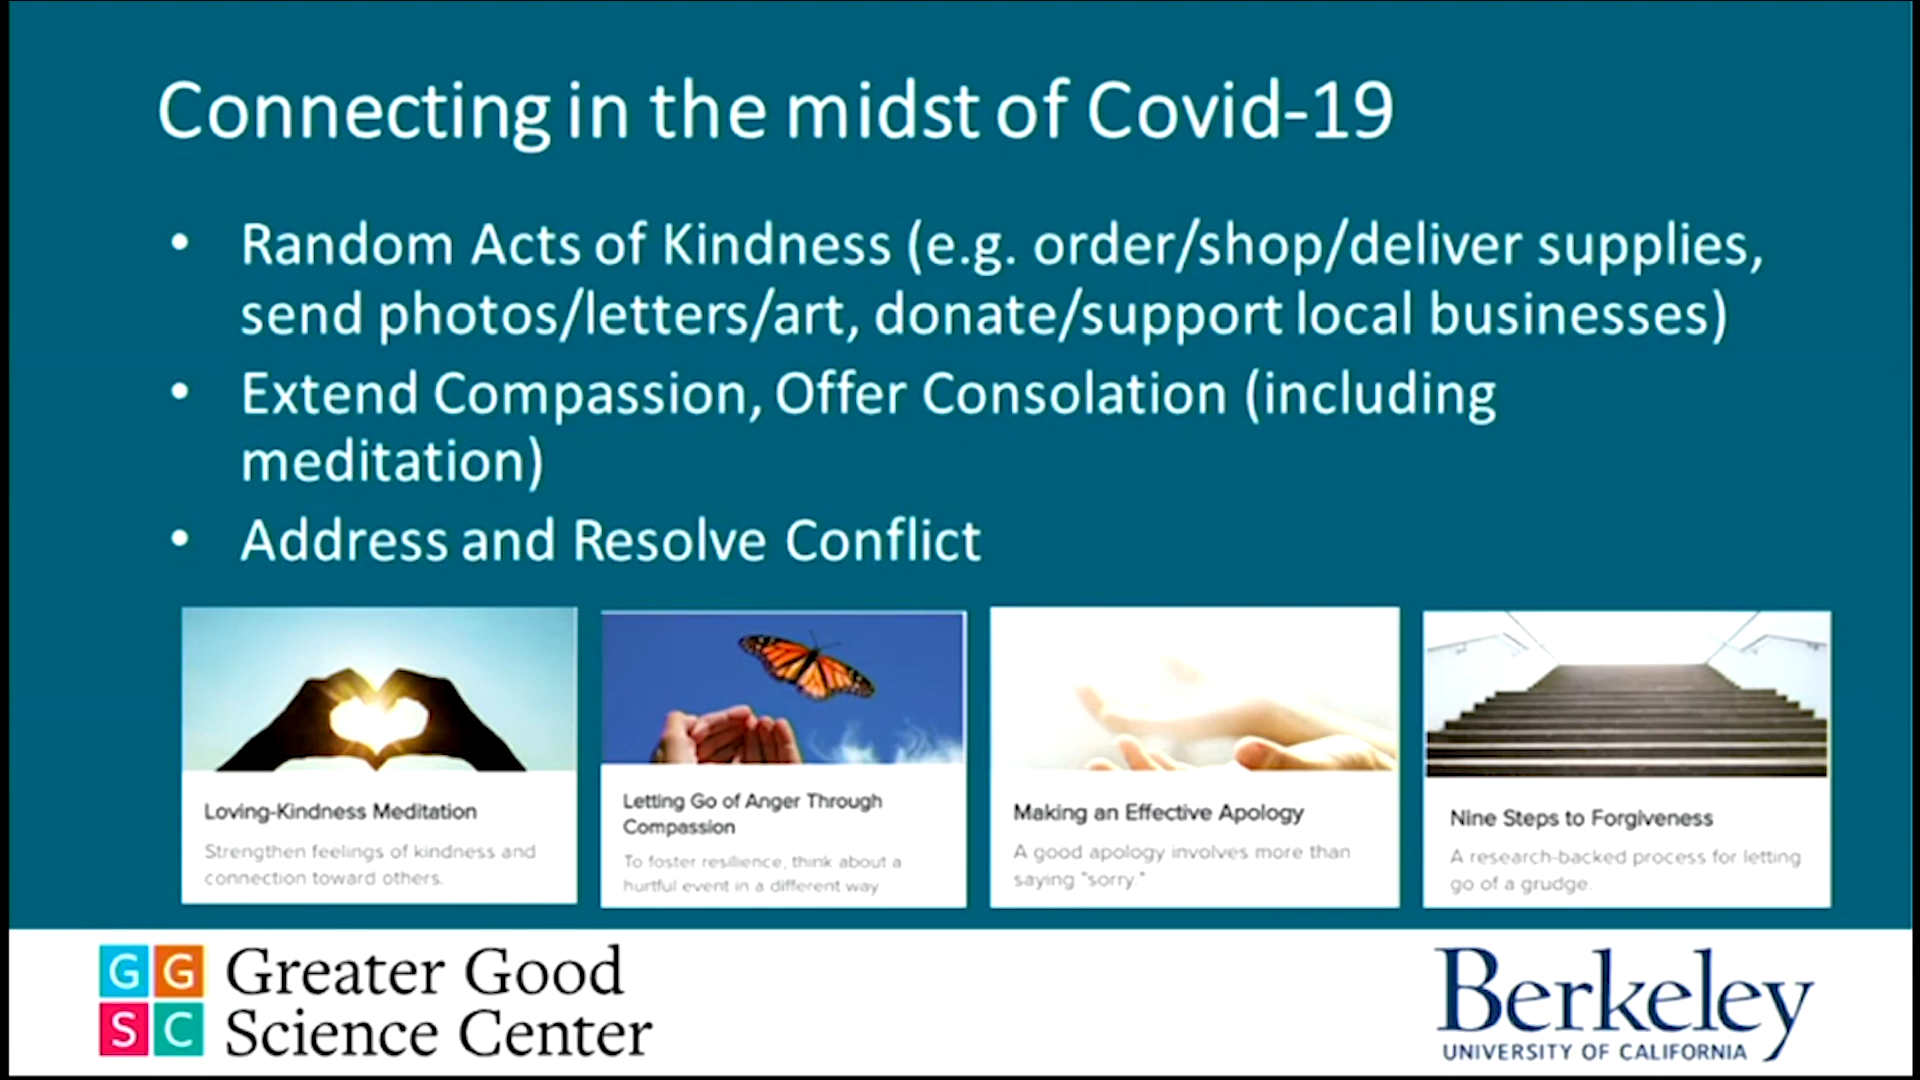 Connecting in the midst of Covid-19
• Random Acts of Kindness (e.g. order/shop/deliver supplies,
send photos/letters/art, donate/support local businesses)
• Extend Compassion, Offer Consolation (including
meditation)
• Address and Resolve Conflict
Loving-Kindness Meditation
Strengthen feelings of kindness and
connection toward others.
Letting Go of Anger Through
Compassion
To foster resilience, think about a
hurtful event in a different way
Making an Effective Apology
A good apology involves more than
saying "sorry."
Nine Steps to Forgiveness
A research-backed process for letting
go of a grudge.
G G
S C
Greater Good
Science Center
Berkeley
UNIVERSITY OF CALIFORNIA